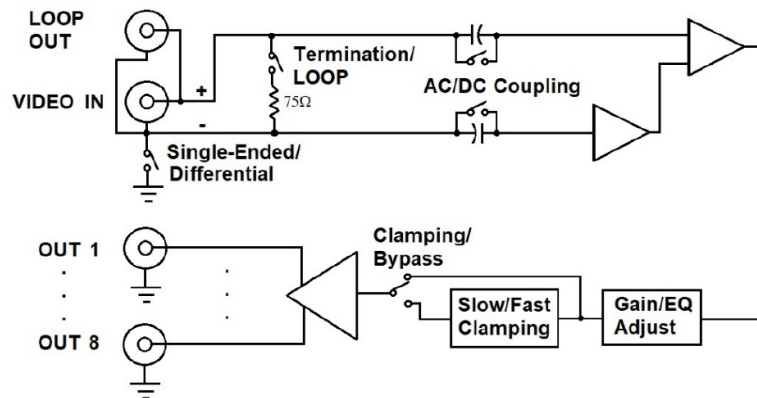 LOOP
OUT
VIDEO IN
+
-
Termination/
LOOP
75Ω
AC/DC Coupling
Single-Ended/
Differential
OUT 1
.
.
.
OUT 8
.
.
.
Clamping/
Bypass
Slow/Fast
Clamping
Gain/EQ
Adjust